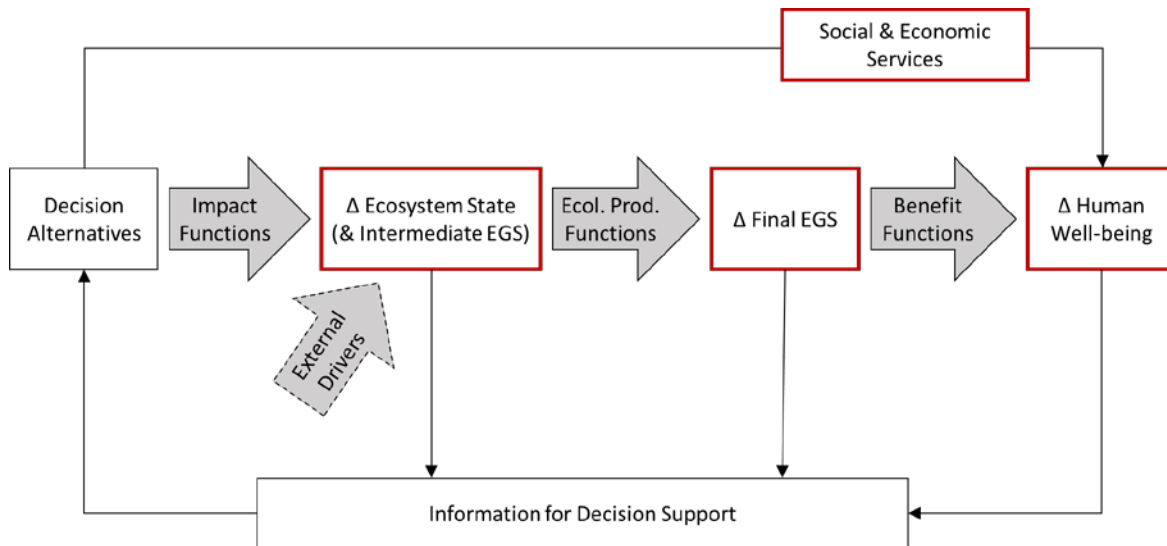 Social & Economic
Services
Decision
Alternatives
Impact
Functions
Δ Ecosystem State
(& Intermediate EGS)
Ecol. Prod.
Functions
Δ Final EGS
Benefit
Functions
Δ Human
Well-being
External
Drivers
Information for Decision Support